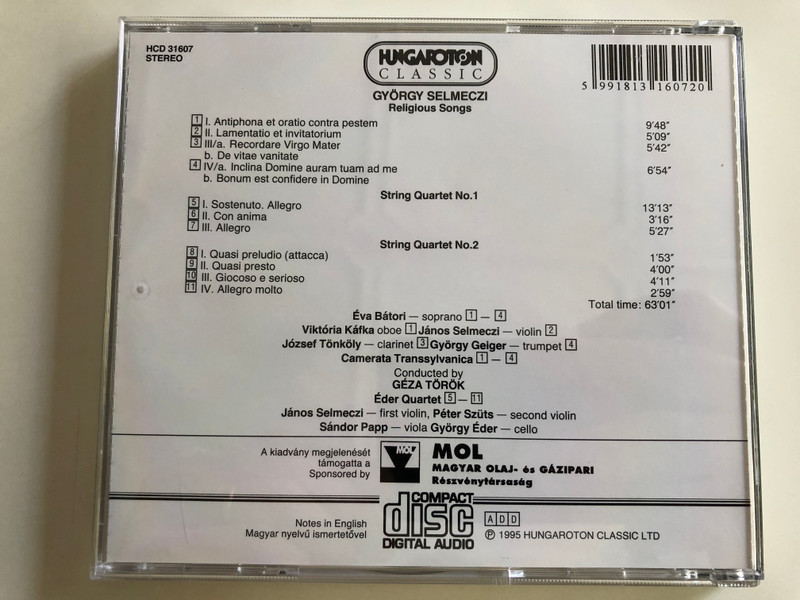 HCD 31607
STEREO
HUNGAROTON
CLASSIC
5 991813 160720
GYÖRGY SELMECZI
Religious Songs
1 I. Antiphona et oratio contra pestem 9'48"
2 II. Lamentatio et invitatorium 5'09"
3 III/a. Recordare Virgo Mater 5'42"
b. De vitae vanitate
4 IV/a. Inclina Domine auram tuam ad me 6'54"
b. Bonum est confidere in Domine
String Quartet No.1
5 I. Sostenuto. Allegro 13'13"
6 II. Con anima 3'16"
7 III. Allegro 5'27"
String Quartet No.2
8 I. Quasi preludio (attacca) 1'53"
9 II. Quasi presto 4'00"
10 III. Giocoso e serioso 4'11"
11 IV. Allegro molto 2'59"
Total time: 63'01"
Éva Bátori — soprano 1 — 4
Viktória Káfka oboe 1 János Selmeczi — violin 2
József Tönköly — clarinet 3 György Geiger — trumpet 4
Camerata Transsylvanica 1 — 4
Conducted by
GÉZA TÖRÖK
Éder Quartet 5 — 11
János Selmeczi — first violin, Péter Szüts — second violin
Sándor Papp — viola György Éder — cello
A kiadvány megjelenését
támogatta a
Sponsored by
MOL
MOL
MAGYAR OLAJ- és GÁZIPARI
Részvénytársaság
Notes in English
Magyar nyelvű ismertetővel
COMPACT
disc
DIGITAL AUDIO
ADD
℗ 1995 HUNGAROTON CLASSIC LTD